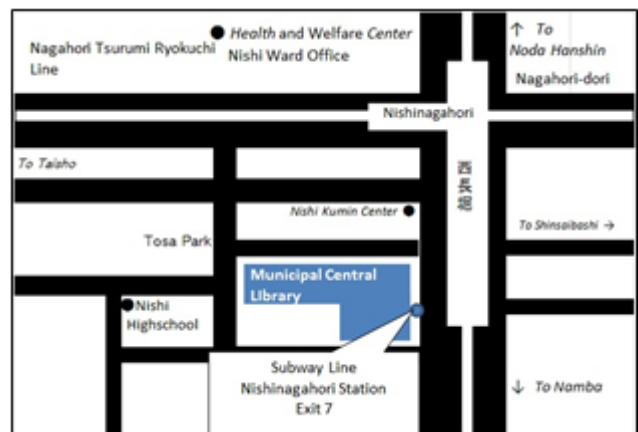 Health and Welfare Center
Nishi Ward Office
Nagahori Tsurumi Ryokuchi
Line
↑ To
Noda Hanshin
Nagahori-dori
Nishinagahori
To Taisho
Nishi Kumin Center
Tosa Park
To Shinsaibashi →
Municipal Central
LIbrary
Nishi
Highschool
Subway Line
Nishinagahori Station
Exit 7
↓ To Namba